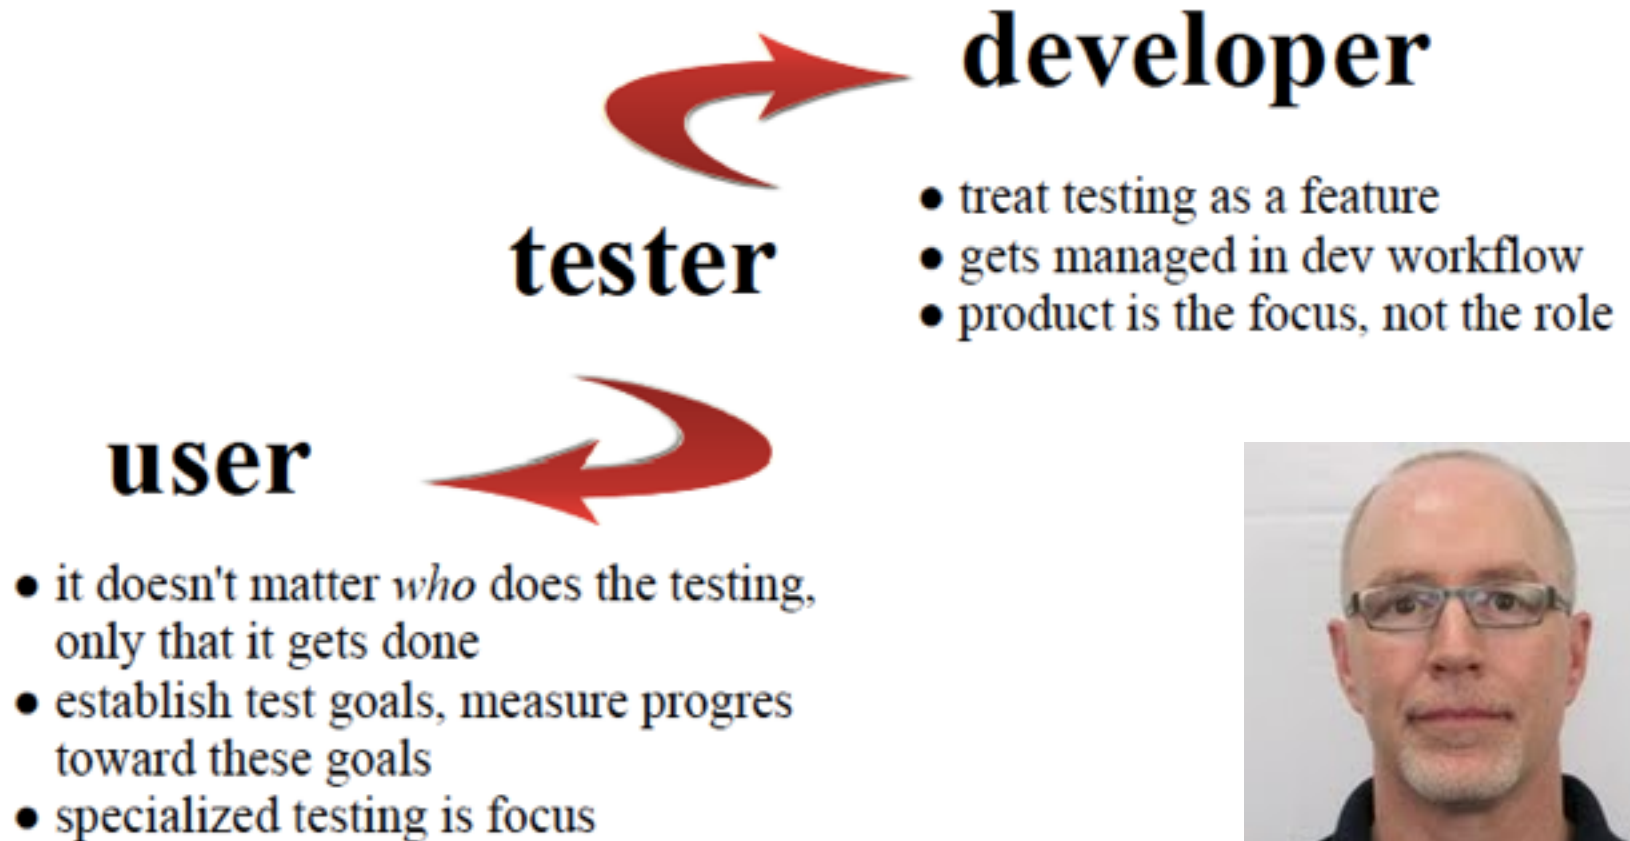 developer
● treat testing as a feature
● gets managed in dev workflow
● product is the focus, not the role
tester
user
● it doesn't matter who does the testing,
only that it gets done
● establish test goals, measure progres
toward these goals
● specialized testing is focus